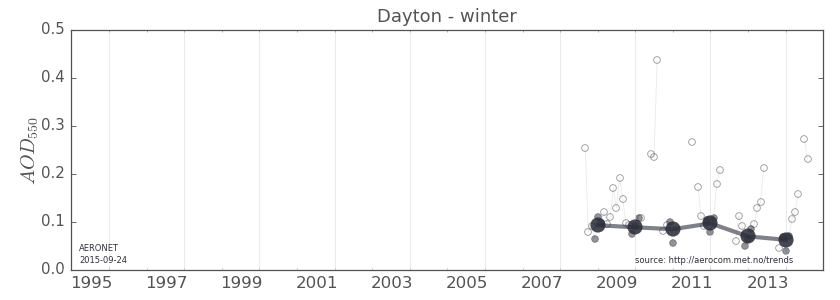 Dayton - winter
0.5
0.4
0.3
0.2
0.1
0.0
AOD550
AERONET
2015-09-24
source: http://aerocom.met.no/trends
1995 1997 1999 2001 2003 2005 2007 2009 2011 2013